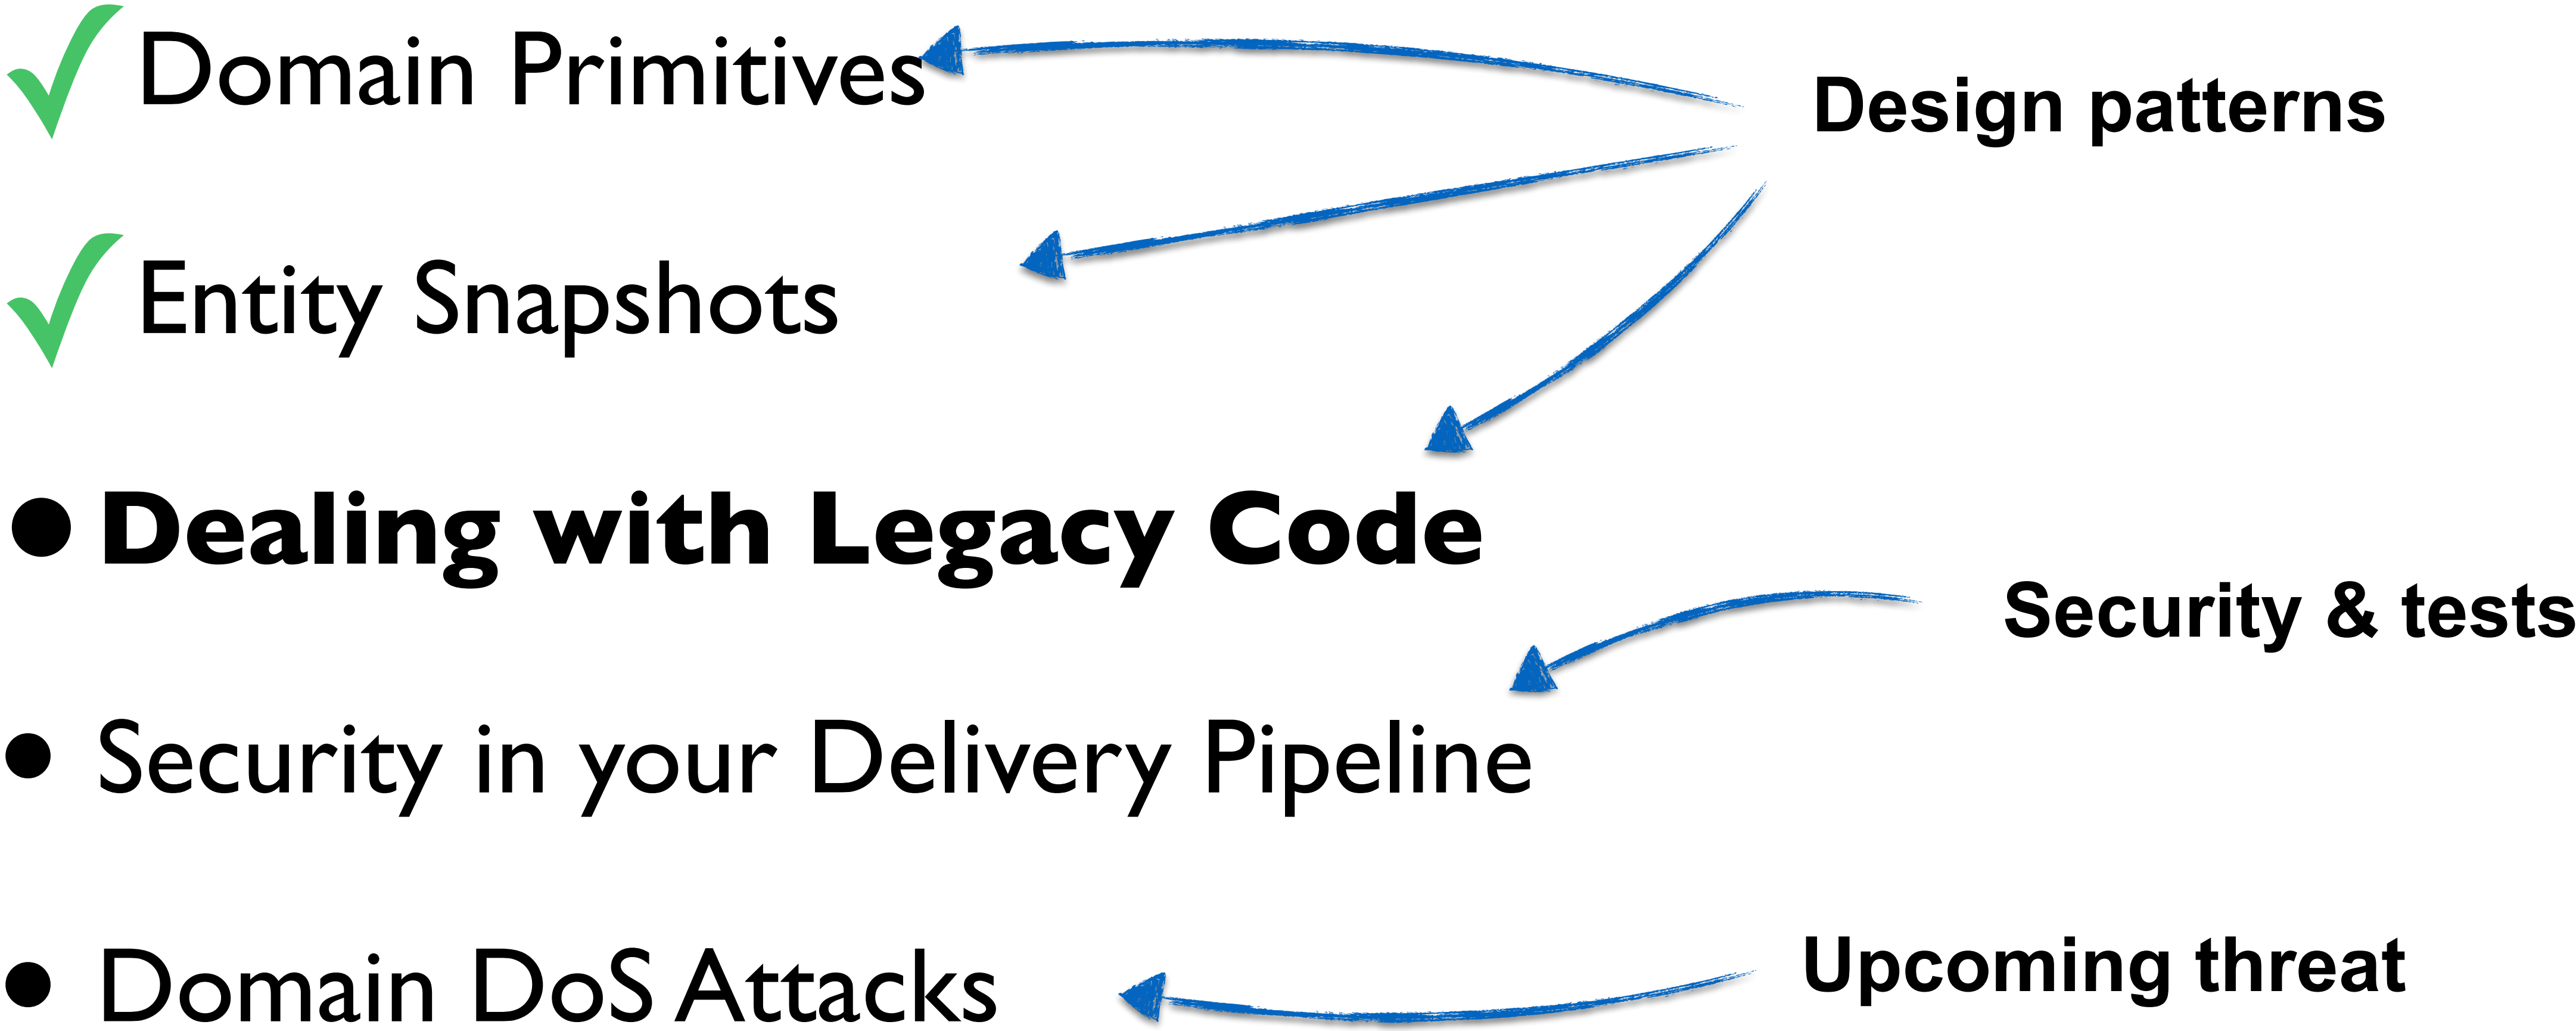 Domain Primitives
Design patterns
Entity Snapshots
Dealing with Legacy Code
Security & tests
Security in your Delivery Pipeline
Domain DoS Attacks
Upcoming threat